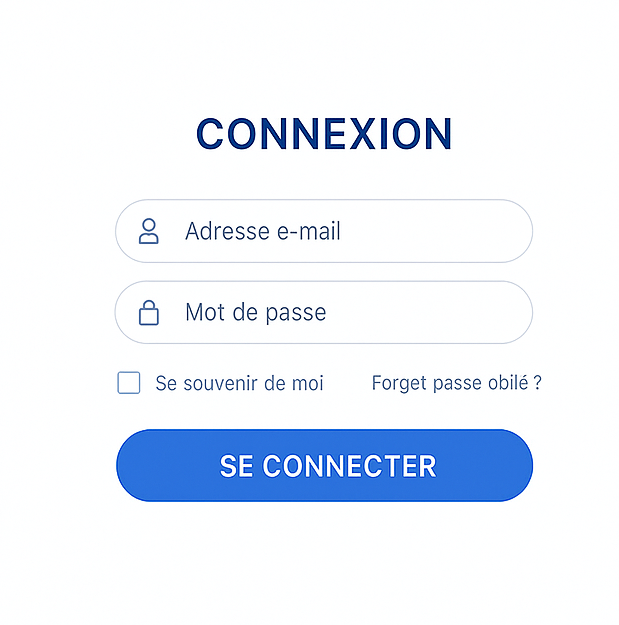 CONNEXION
Adresse e-mail
Mot de passe
Se souvenir de moi
Forget passe obilé ?
SE CONNECTER